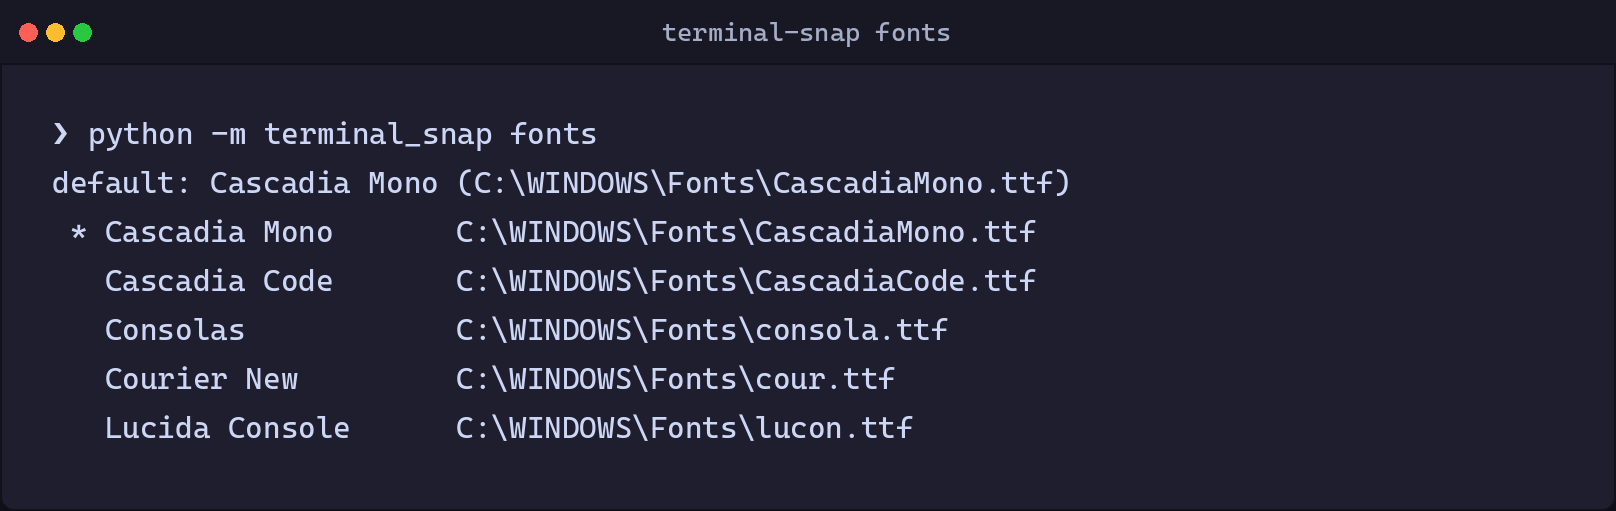 terminal-snap fonts
❯ python -m terminal_snap fonts
default: Cascadia Mono (C:\WINDOWS\Fonts\CascadiaMono.ttf)
 * Cascadia Mono       C:\WINDOWS\Fonts\CascadiaMono.ttf
   Cascadia Code       C:\WINDOWS\Fonts\CascadiaCode.ttf
   Consolas            C:\WINDOWS\Fonts\consola.ttf
   Courier New         C:\WINDOWS\Fonts\cour.ttf
   Lucida Console      C:\WINDOWS\Fonts\lucon.ttf